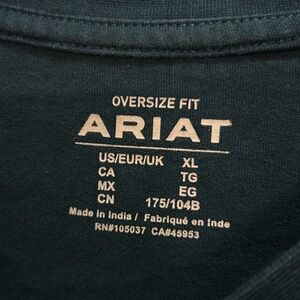 OVERSIZE FIT
ARIAT
US/EUR/UK XL
CA TG
MX EG
CN 175/104B
Made in India / Fabriqué en Inde
RN#105037 CA#45953